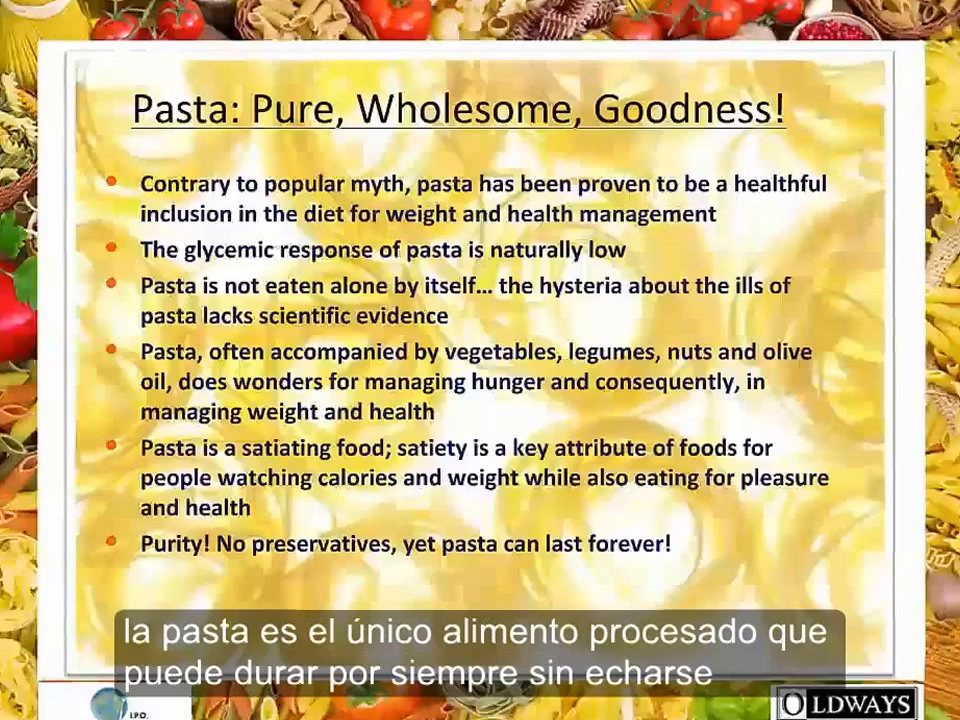 Pasta: Pure, Wholesome, Goodness!
Contrary to popular myth, pasta has been proven to be a healthful
inclusion in the diet for weight and health management
The glycemic response of pasta is naturally low
Pasta is not eaten alone by itself… the hysteria about the ills of
pasta lacks scientific evidence
Pasta, often accompanied by vegetables, legumes, nuts and olive
oil, does wonders for managing hunger and consequently, in
managing weight and health
Pasta is a satiating food; satiety is a key attribute of foods for
people watching calories and weight while also eating for pleasure
and health
Purity! No preservatives, yet pasta can last forever!
la pasta es el único alimento procesado que
puede durar por siempre sin echarse
I.P.O.
OLDWAYS